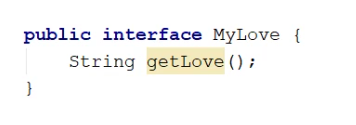 public interface MyLove {
    String getLove();
}